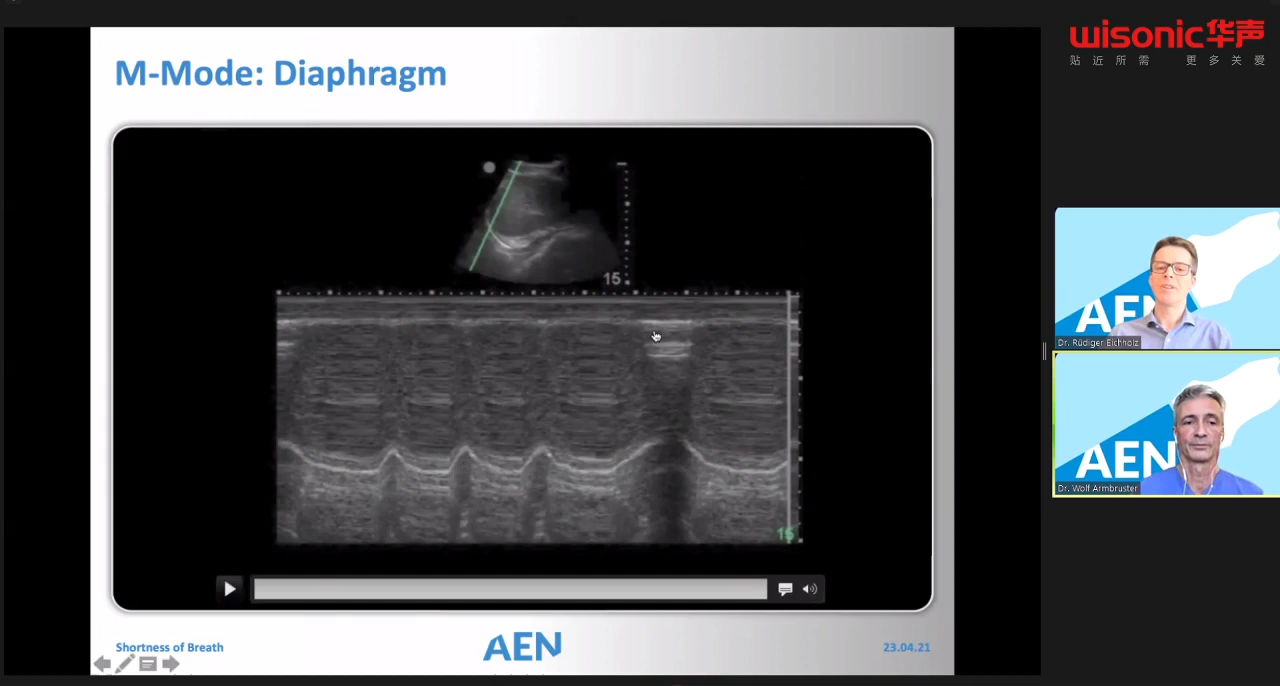 M-Mode: Diaphragm
wisonic华声
贴近所需 更多关爱
15
15
AEN
Dr. Rüdiger Eichholz
AEN
Dr. Wolf Armbruster
Shortness of Breath
AEN
23.04.21